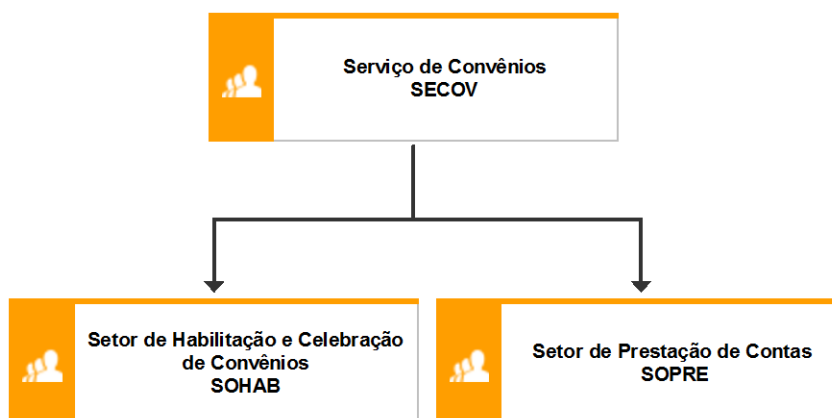 Serviço de Convênios
SECOV
Setor de Habilitação e Celebração
de Convênios
SOHAB
Setor de Prestação de Contas
SOPRE